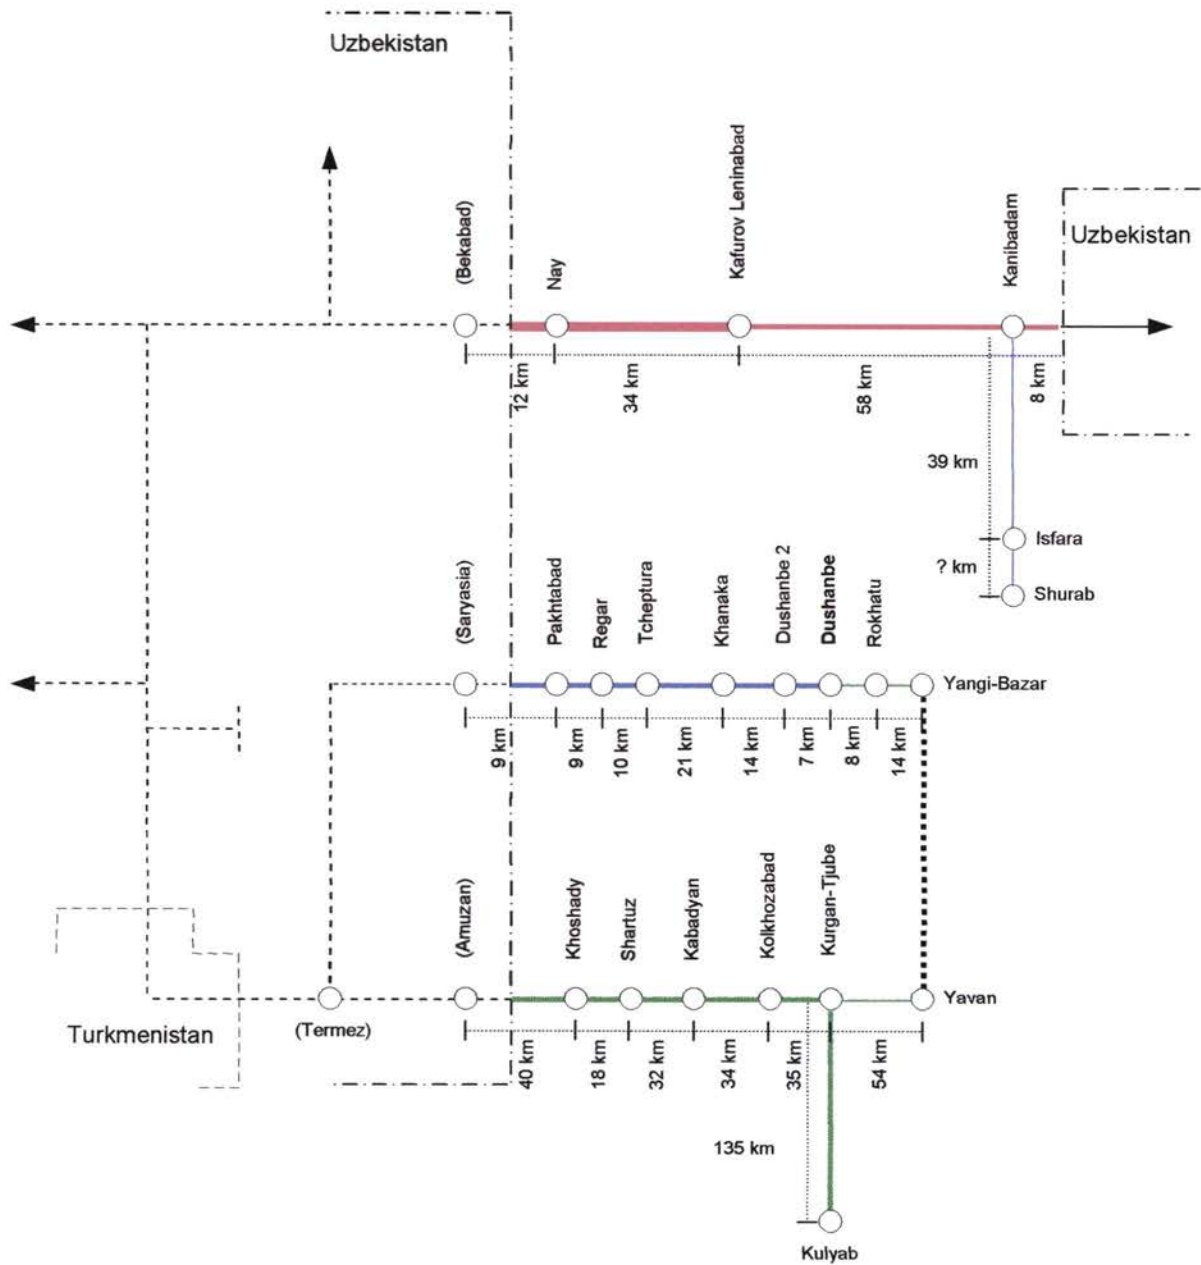 Uzbekistan
(Bekabad)
Nay
Kafurov Leninabad
Kanibadam
Uzbekistan
12 km
34 km
58 km
8 km
39 km
Isfara
? km
Shurab
(Saryasia)
Pakhtabad
Regar
Tcheptura
Khanaka
Dushanbe 2
Dushanbe
Rokhatu
Yangi-Bazar
9 km
9 km
10 km
21 km
14 km
7 km
8 km
14 km
(Amuzan)
Khoshady
Shartuz
Kabadyan
Kolkhozabad
Kurgan-Tjube
Yavan
(Termez)
Turkmenistan
40 km
18 km
32 km
34 km
35 km
54 km
135 km
Kulyab